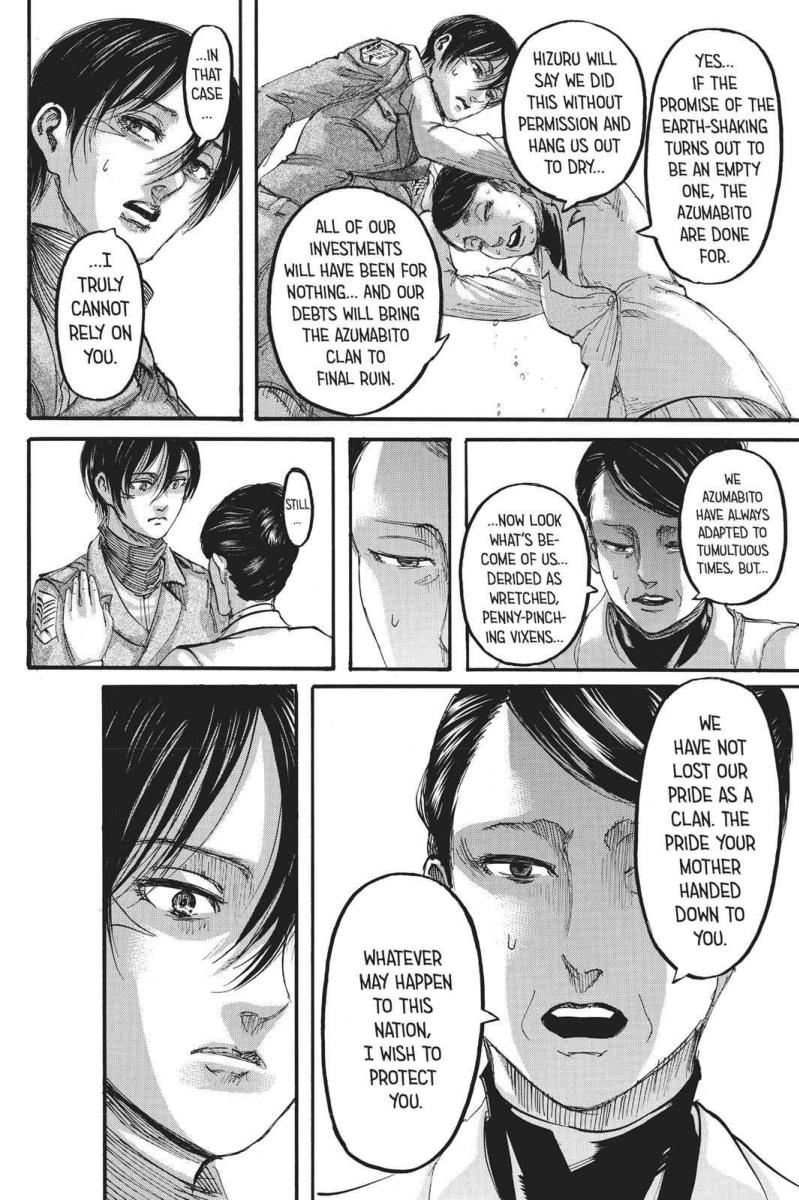 YES...
IF THE
PROMISE OF THE
EARTH-SHAKING
TURNS OUT TO
BE AN EMPTY
ONE, THE
AZUMABITO
ARE DONE
FOR.
HIZURU WILL
SAY WE DID
THIS WITHOUT
PERMISSION AND
HANG US OUT
TO DRY...
ALL OF OUR
INVESTMENTS
WILL HAVE BEEN FOR
NOTHING... AND OUR
DEBTS WILL BRING
THE AZUMABITO
CLAN TO
FINAL RUIN.
...IN
THAT
CASE
...
...I
TRULY
CANNOT
RELY ON
YOU.
WE
AZUMABITO
HAVE ALWAYS
ADAPTED TO
TUMULTUOUS
TIMES, BUT...
...NOW LOOK
WHAT'S BE-
COME OF US...
DERIDED AS
WRETCHED,
PENNY-PINCH-
ING VIXENS...
STILL
...
WE
HAVE NOT
LOST OUR
PRIDE AS A
CLAN. THE
PRIDE YOUR
MOTHER
HANDED
DOWN TO
YOU.
WHATEVER
MAY HAPPEN
TO THIS
NATION,
I WISH TO
PROTECT
YOU.